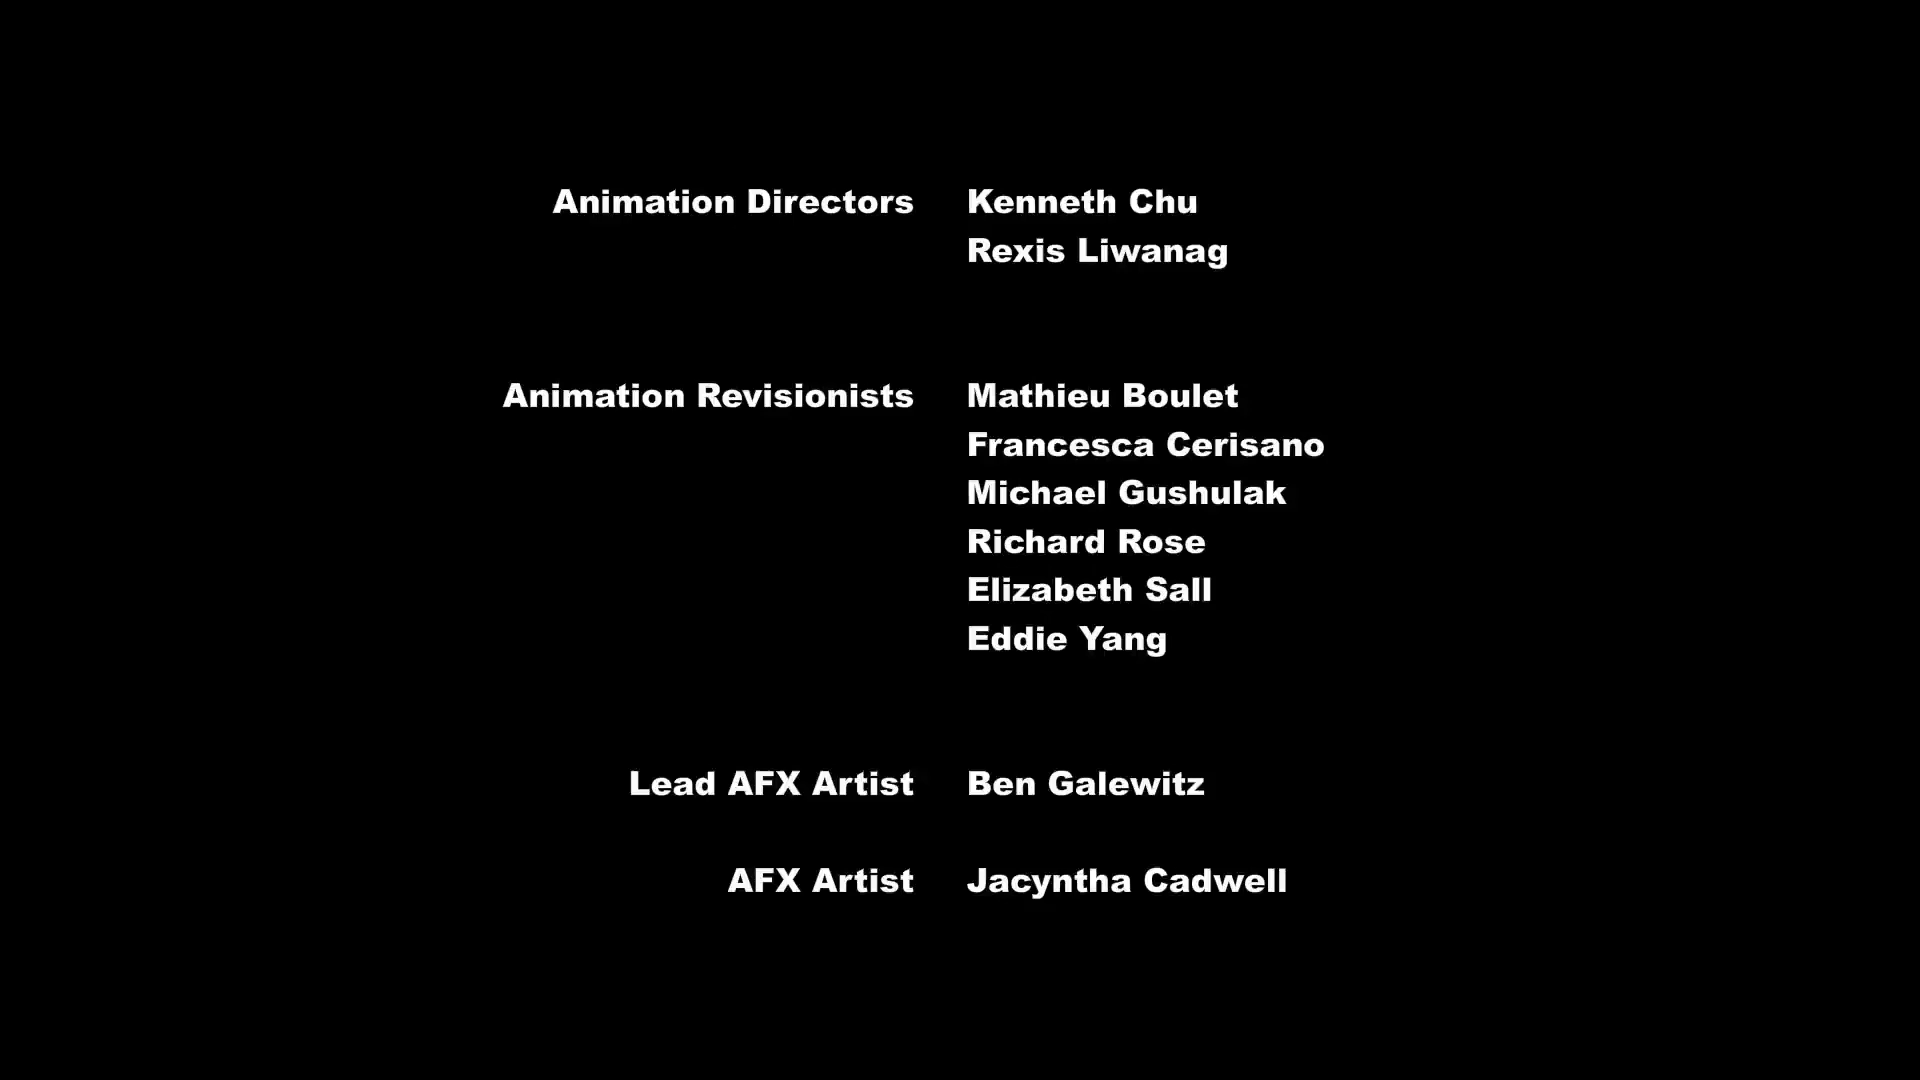 Animation Directors Kenneth Chu
Rexis Liwanag
Animation Revisionists Mathieu Boulet
Francesca Cerisano
Michael Gushulak
Richard Rose
Elizabeth Sall
Eddie Yang
Lead AFX Artist Ben Galewitz
AFX Artist Jacyntha Cadwell